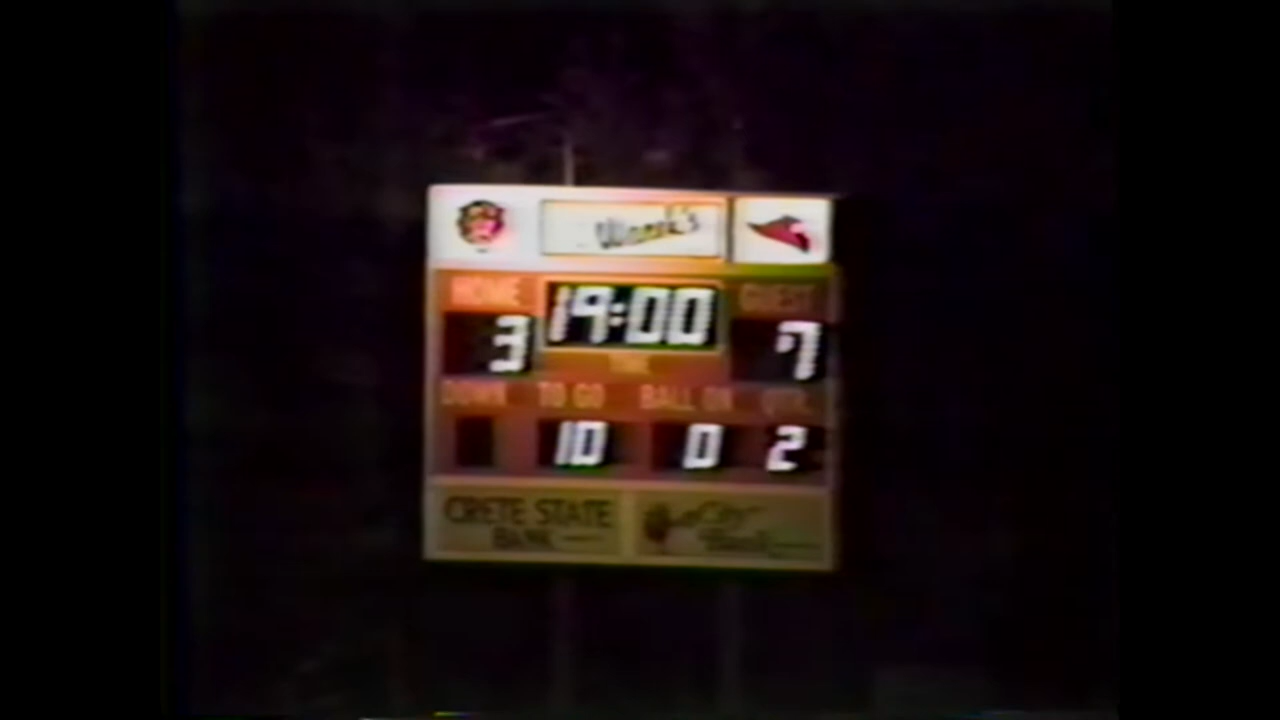 HOME 19:00 GUEST
3 7
TIME
DOWN TO GO BALL ON QTR
10 0 2
CRETE STATE
BANK
City